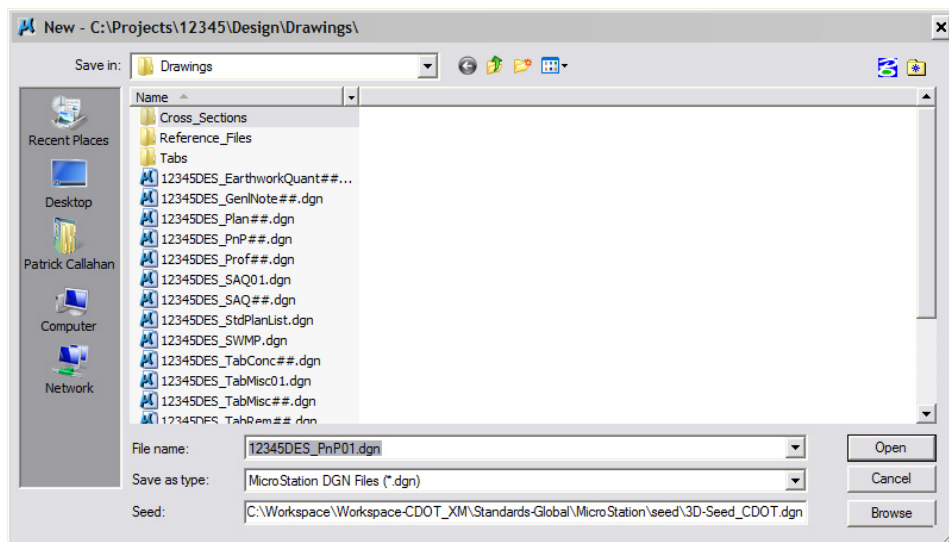 New - C:\Projects\12345\Design\Drawings\
Save in: Drawings
Name
Recent Places
Desktop
Patrick Callahan
Computer
Network
Cross_Sections
Reference_Files
Tabs
12345DES_EarthworkQuant##...
12345DES_GenlNote##.dgn
12345DES_Plan##.dgn
12345DES_PnP##.dgn
12345DES_Prof##.dgn
12345DES_SAQ01.dgn
12345DES_SAQ##.dgn
12345DES_StdPlanList.dgn
12345DES_SWMP.dgn
12345DES_TabConc##.dgn
12345DES_TabMisc01.dgn
12345DES_TabMisc##.dgn
12345DES_TabRem##.dgn
File name: 12345DES_PnP01.dgn Open
Save as type: MicroStation DGN Files (*.dgn) Cancel
Seed: C:\Workspace\Workspace-CDOT_XM\Standards-Global\MicroStation\seed\3D-Seed_CDOT.dgn Browse